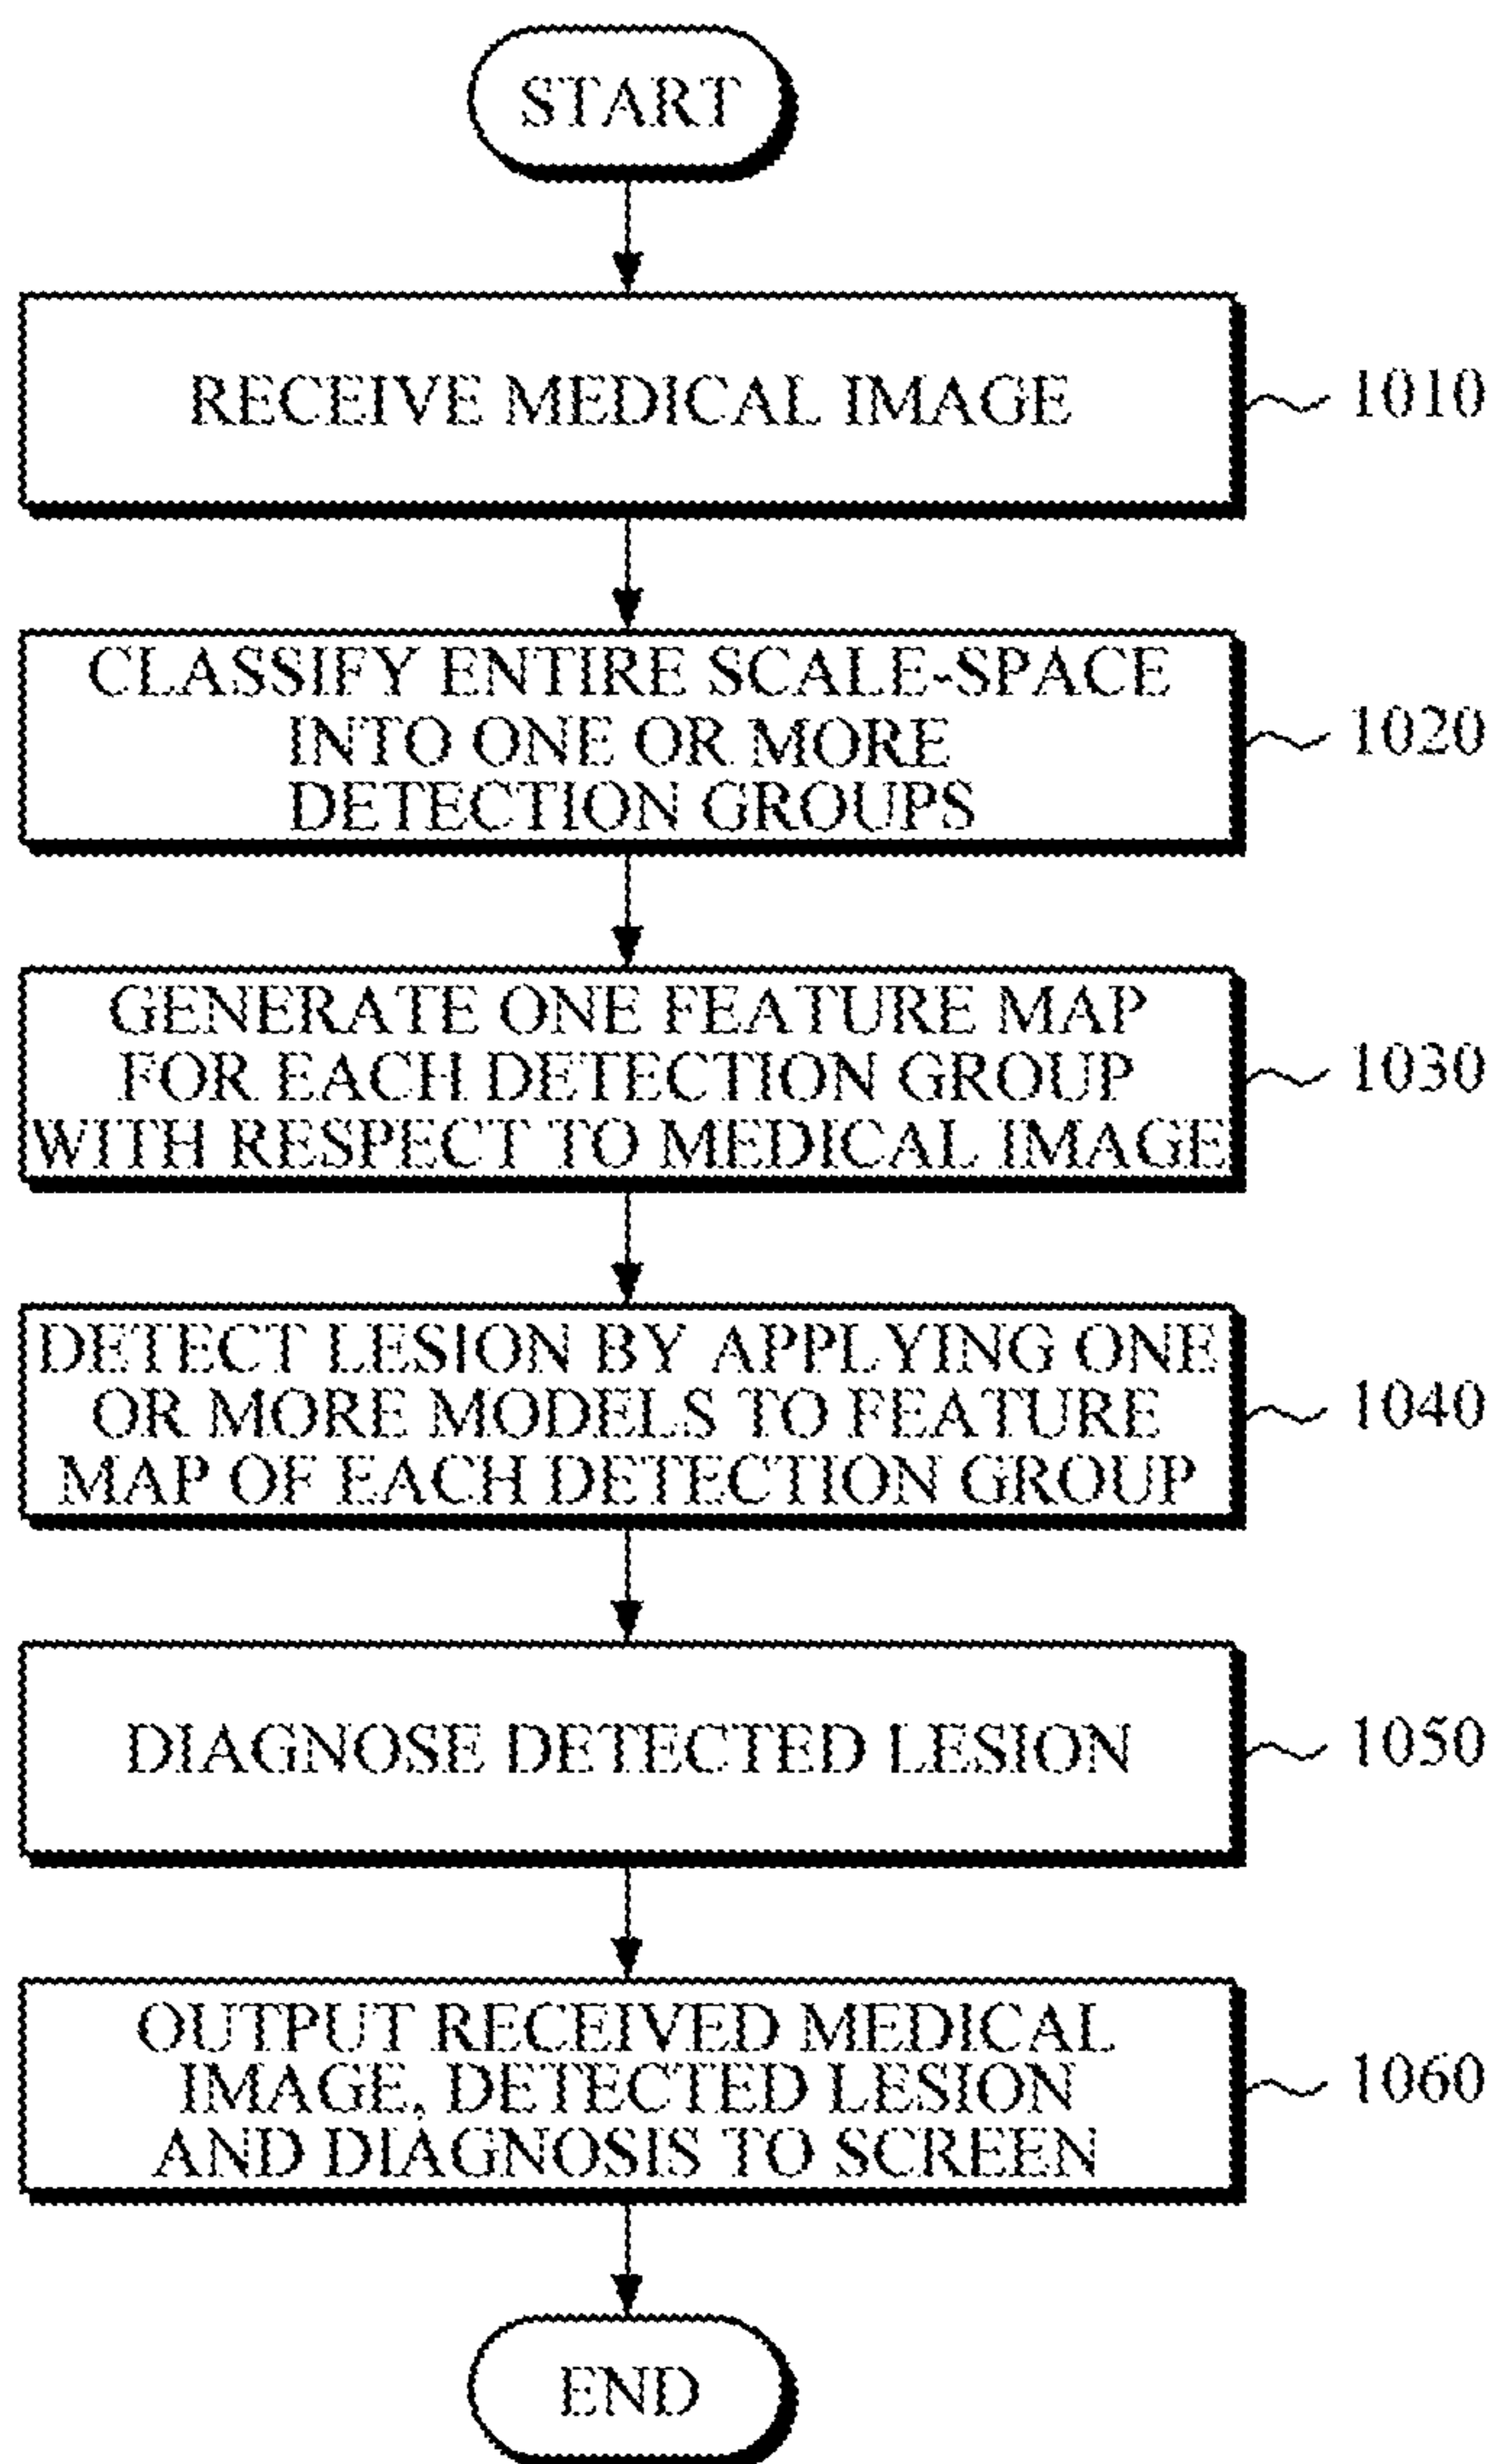 START
RECEIVE MEDICAL IMAGE
1010
CLASSIFY ENTIRE SCALE-SPACE
INTO ONE OR MORE
DETECTION GROUPS
1020
GENERATE ONE FEATURE MAP
FOR EACH DETECTION GROUP
WITH RESPECT TO MEDICAL IMAGE
1030
DETECT LESION BY APPLYING ONE
OR MORE MODELS TO FEATURE
MAP OF EACH DETECTION GROUP
1040
DIAGNOSE DETECTED LESION
1050
OUTPUT RECEIVED MEDICAL
IMAGE, DETECTED LESION
AND DIAGNOSIS TO SCREEN
1060
END